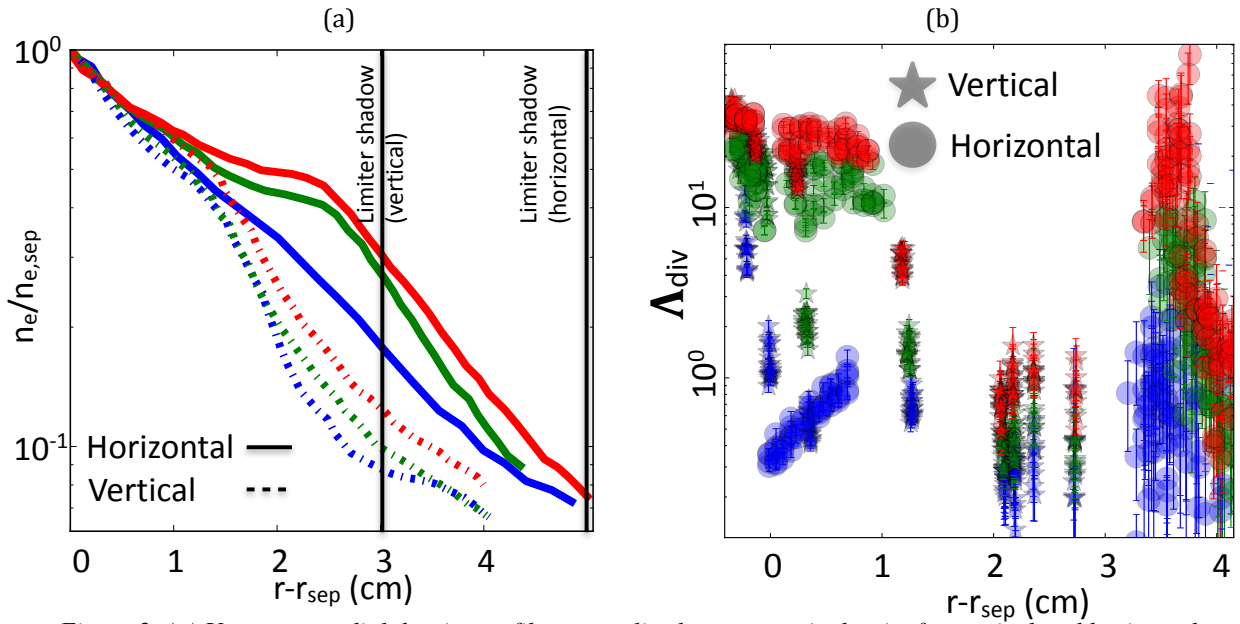 (a)
10^0
n_e/n_e,sep
10^-1
Limiter shadow
(vertical)
Limiter shadow
(horizontal)
Horizontal
Vertical
0 1 2 3 4
r-r_sep (cm)
(b)
Vertical
Horizontal
Λ_div
10^1
10^0
0 1 2 3 4
r-r_sep (cm)